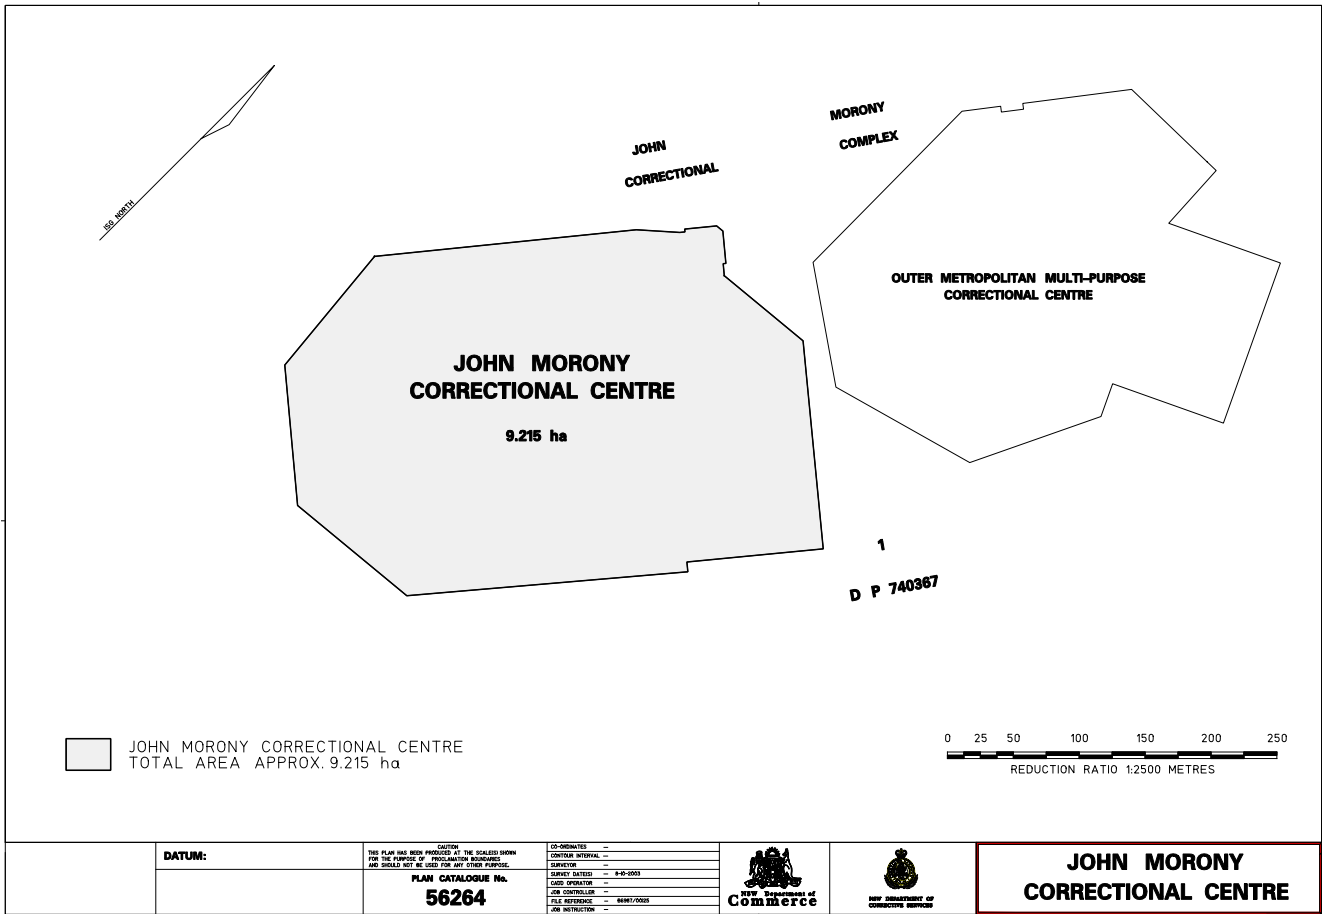 ISG NORTH
JOHN
MORONY
CORRECTIONAL
COMPLEX
OUTER METROPOLITAN MULTI-PURPOSE
CORRECTIONAL CENTRE
JOHN MORONY
CORRECTIONAL CENTRE
9.215 ha
1
D P 740367
JOHN MORONY CORRECTIONAL CENTRE
TOTAL AREA APPROX. 9.215 ha
0 25 50 100 150 200 250
REDUCTION RATIO 1:2500 METRES
DATUM:
CAUTION
THIS PLAN HAS BEEN PRODUCED AT THE SCALE(S) SHOWN
FOR THE PURPOSE OF PROCLAMATION BOUNDARIES
AND SHOULD NOT BE USED FOR ANY OTHER PURPOSE.
PLAN CATALOGUE No.
56264
CO-ORDINATES –
CONTOUR INTERVAL –
SURVEYOR –
SURVEY DATE(S) – 8-10-2003
CADD OPERATOR –
JOB CONTROLLER –
FILE REFERENCE –
JOB INSTRUCTION –
NSW Department of
Commerce
NSW DEPARTMENT OF
CORRECTIVE SERVICES
JOHN MORONY
CORRECTIONAL CENTRE